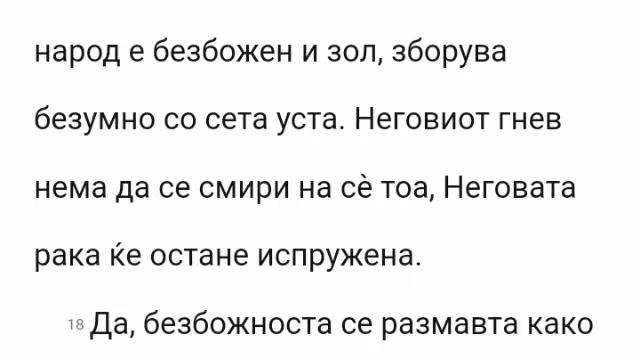 народ е безбожен и зол, зборува
безумно со сета уста. Неговиот гнев
нема да се смири на сѐ тоа, Неговата
рака ќе остане испружена.
18 Да, безбожноста се размавта како